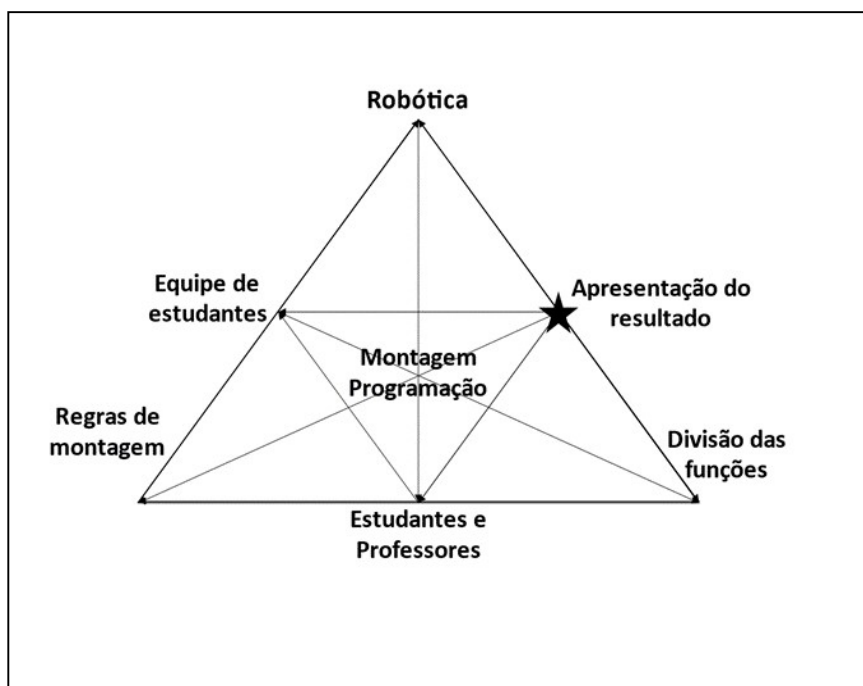 Robótica
Equipe de
estudantes
Apresentação do
resultado
Montagem
Programação
Regras de
montagem
Divisão das
funções
Estudantes e
Professores